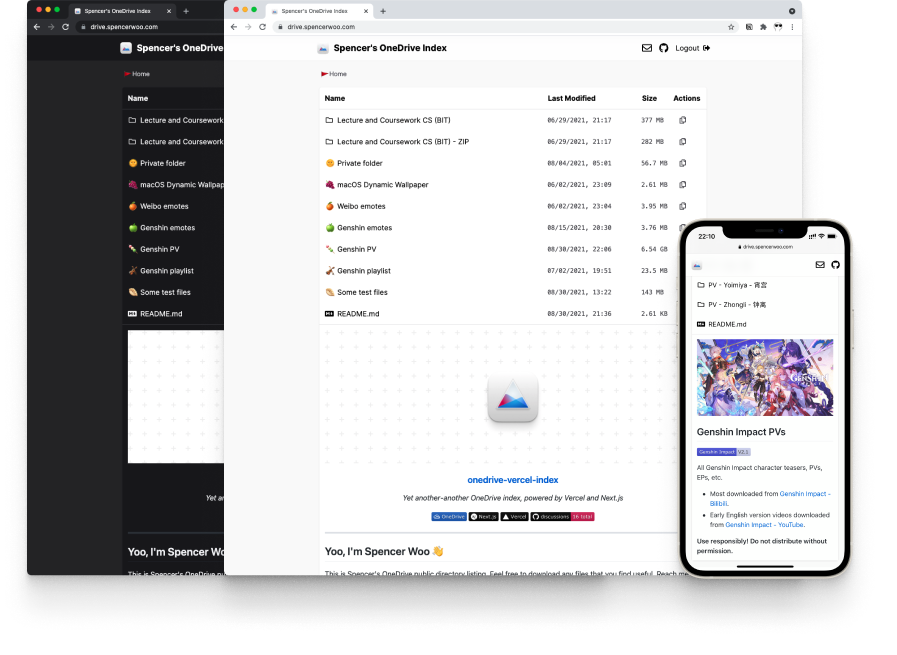 Spencer's OneDrive Index
drive.spencerwoo.com
Spencer's OneDrive
Home
Name
Lecture and Coursework
Lecture and Coursework
Private folder
macOS Dynamic Wallpap
Weibo emotes
Genshin emotes
Genshin PV
Genshin playlist
Some test files
README.md
Yet an
Yoo, I'm Spencer Wo
This is Spencer's OneDrive pu
Spencer's OneDrive Index
drive.spencerwoo.com
Spencer's OneDrive Index
Logout
Home
Name Last Modified Size Actions
Lecture and Coursework CS (BIT) 06/29/2021, 21:17 377 MB
Lecture and Coursework CS (BIT) - ZIP 06/29/2021, 21:17 282 MB
Private folder 08/04/2021, 05:01 56.7 MB
macOS Dynamic Wallpaper 06/02/2021, 23:09 2.61 MB
Weibo emotes 06/02/2021, 23:04 3.95 MB
Genshin emotes 08/15/2021, 20:30 3.76 MB
Genshin PV 08/30/2021, 22:06 6.54 GB
Genshin playlist 07/02/2021, 19:51 23.5 MB
Some test files 08/30/2021, 13:22 143 MB
README.md 08/30/2021, 21:36 2.61 KB
onedrive-vercel-index
Yet another-another OneDrive index, powered by Vercel and Next.js
OneDrive Next.js Vercel discussions 16 total
Yoo, I'm Spencer Woo 👋
This is Spencer's OneDrive public directory listing. Feel free to download any files that you find useful. Reach me
22:10
drive.spencerwoo.com
PV - Yoimiya - 宵宫
PV - Zhongli - 钟离
README.md
Genshin
Genshin Impact PVs
Genshin Impact V2.1
All Genshin Impact character teasers, PVs,
EPs, etc.
• Most downloaded from Genshin Impact -
Bilibili.
• Early English version videos downloaded
from Genshin Impact - YouTube.
Use responsibly! Do not distribute without
permission.